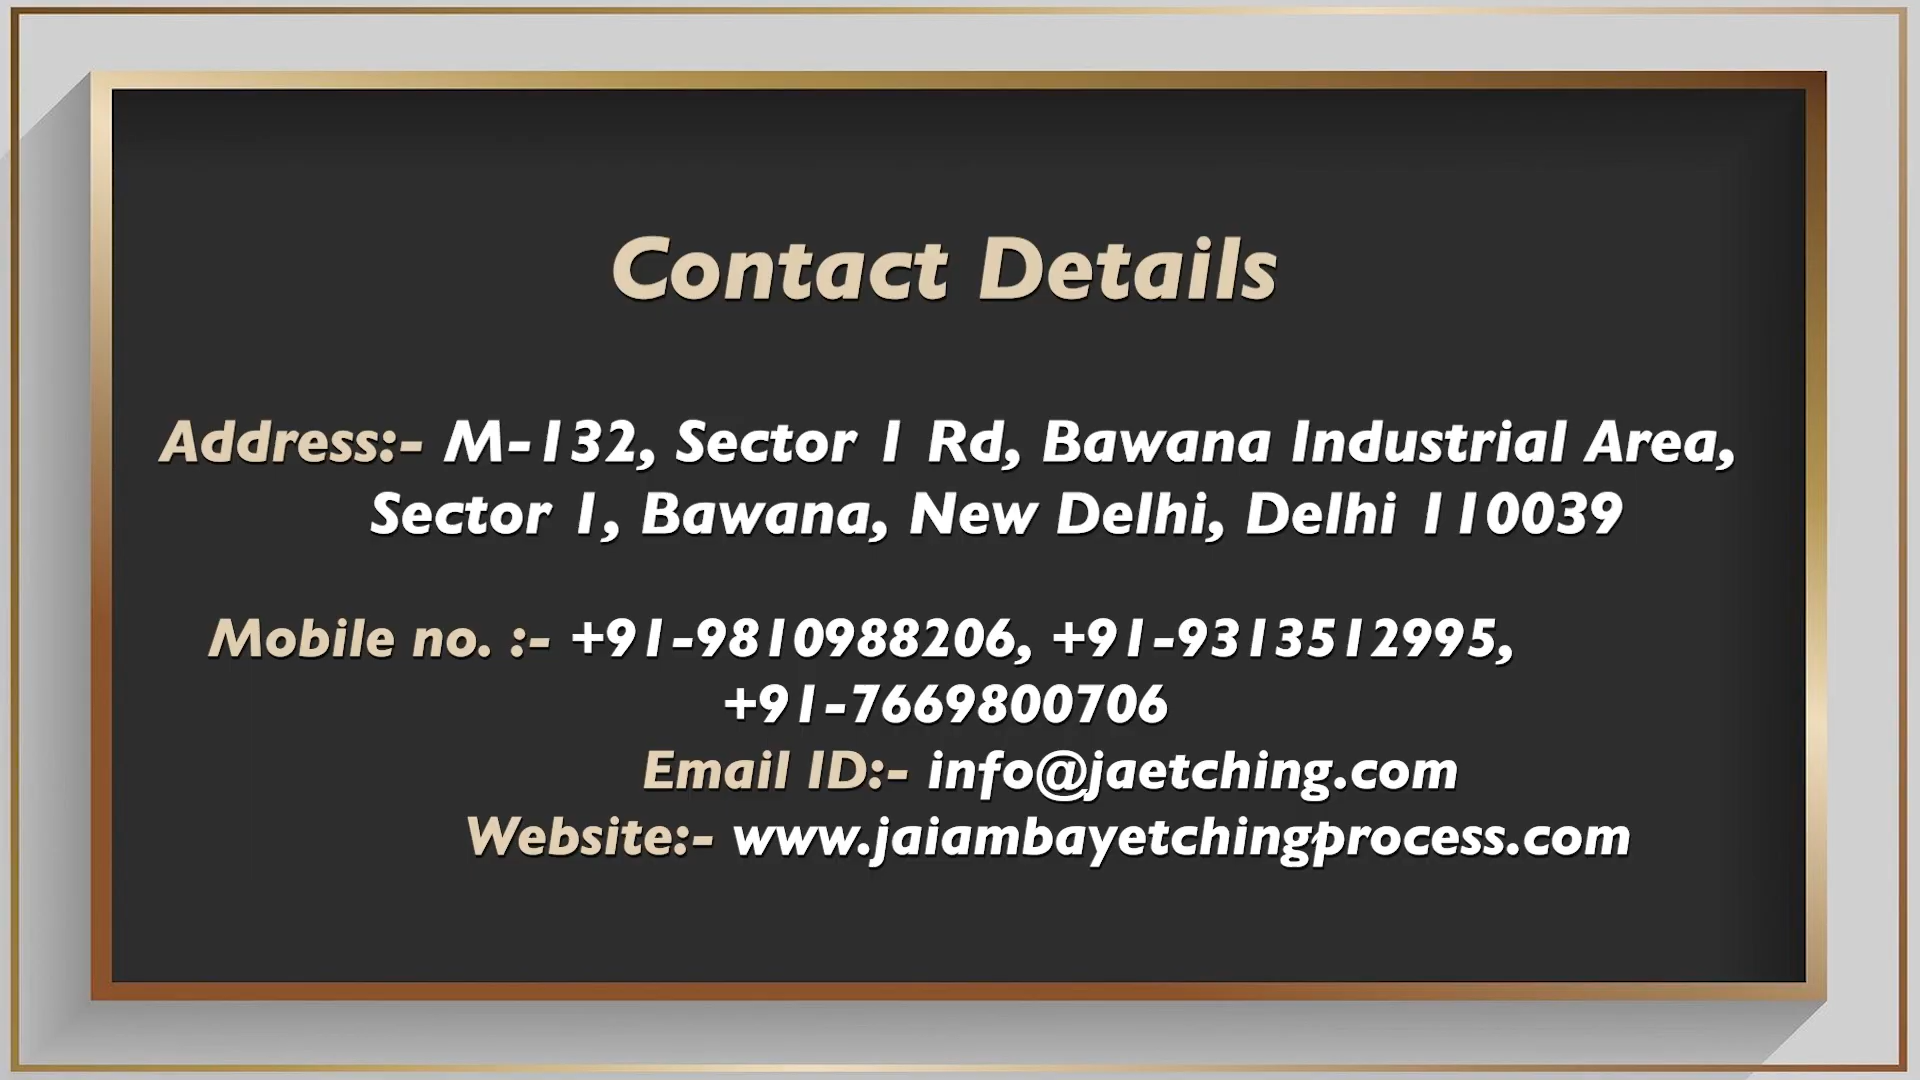 Contact Details
Address:- M-132, Sector 1 Rd, Bawana Industrial Area,
Sector 1, Bawana, New Delhi, Delhi 110039
Mobile no. :- +91-9810988206, +91-9313512995,
+91-7669800706
Email ID:- info@jaetching.com
Website:- www.jaiambayetchingprocess.com